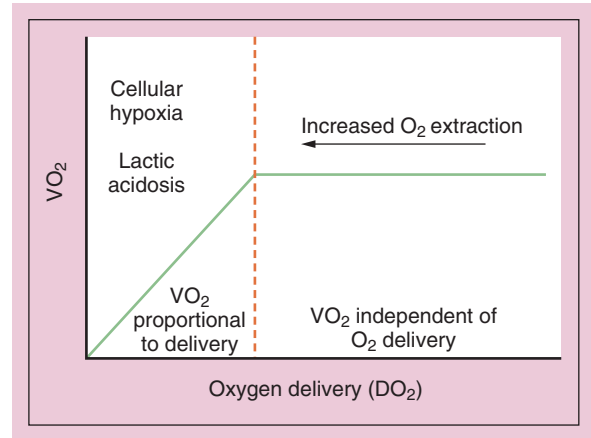 Cellular
hypoxia
Lactic
acidosis
Increased O₂ extraction
VO₂
VO₂
proportional
to delivery
VO₂ independent of
O₂ delivery
Oxygen delivery (DO₂)